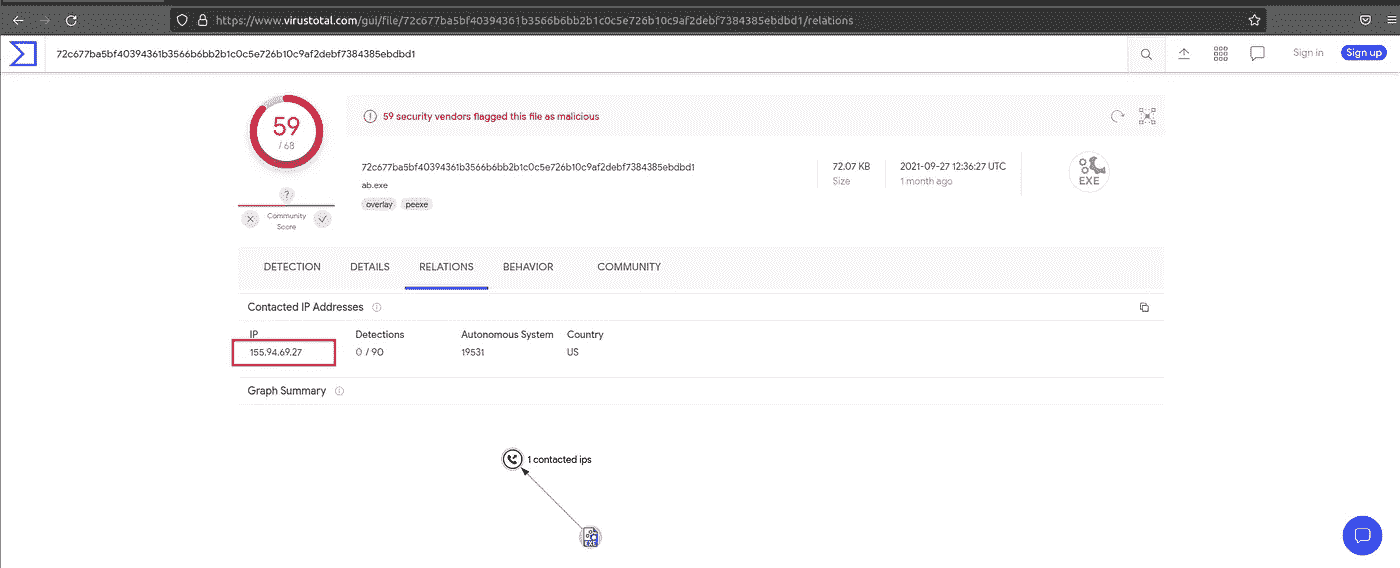 https://www.virustotal.com/gui/file/72c677ba5bf40394361b3566b6bb2b1c0c5e726b10c9af2debf7384385ebdbd1/relations
72c677ba5bf40394361b3566b6bb2b1c0c5e726b10c9af2debf7384385ebdbd1
Sign in
Sign up
59
/ 68
59 security vendors flagged this file as malicious
72c677ba5bf40394361b3566b6bb2b1c0c5e726b10c9af2debf7384385ebdbd1
ab.exe
overlay peexe
72.07 KB
Size
2021-09-27 12:36:27 UTC
1 month ago
EXE
?
Community
Score
DETECTION DETAILS RELATIONS BEHAVIOR COMMUNITY
Contacted IP Addresses
IP Detections Autonomous System Country
155.94.69.27 0 / 90 19531 US
Graph Summary
1 contacted ips
EXE